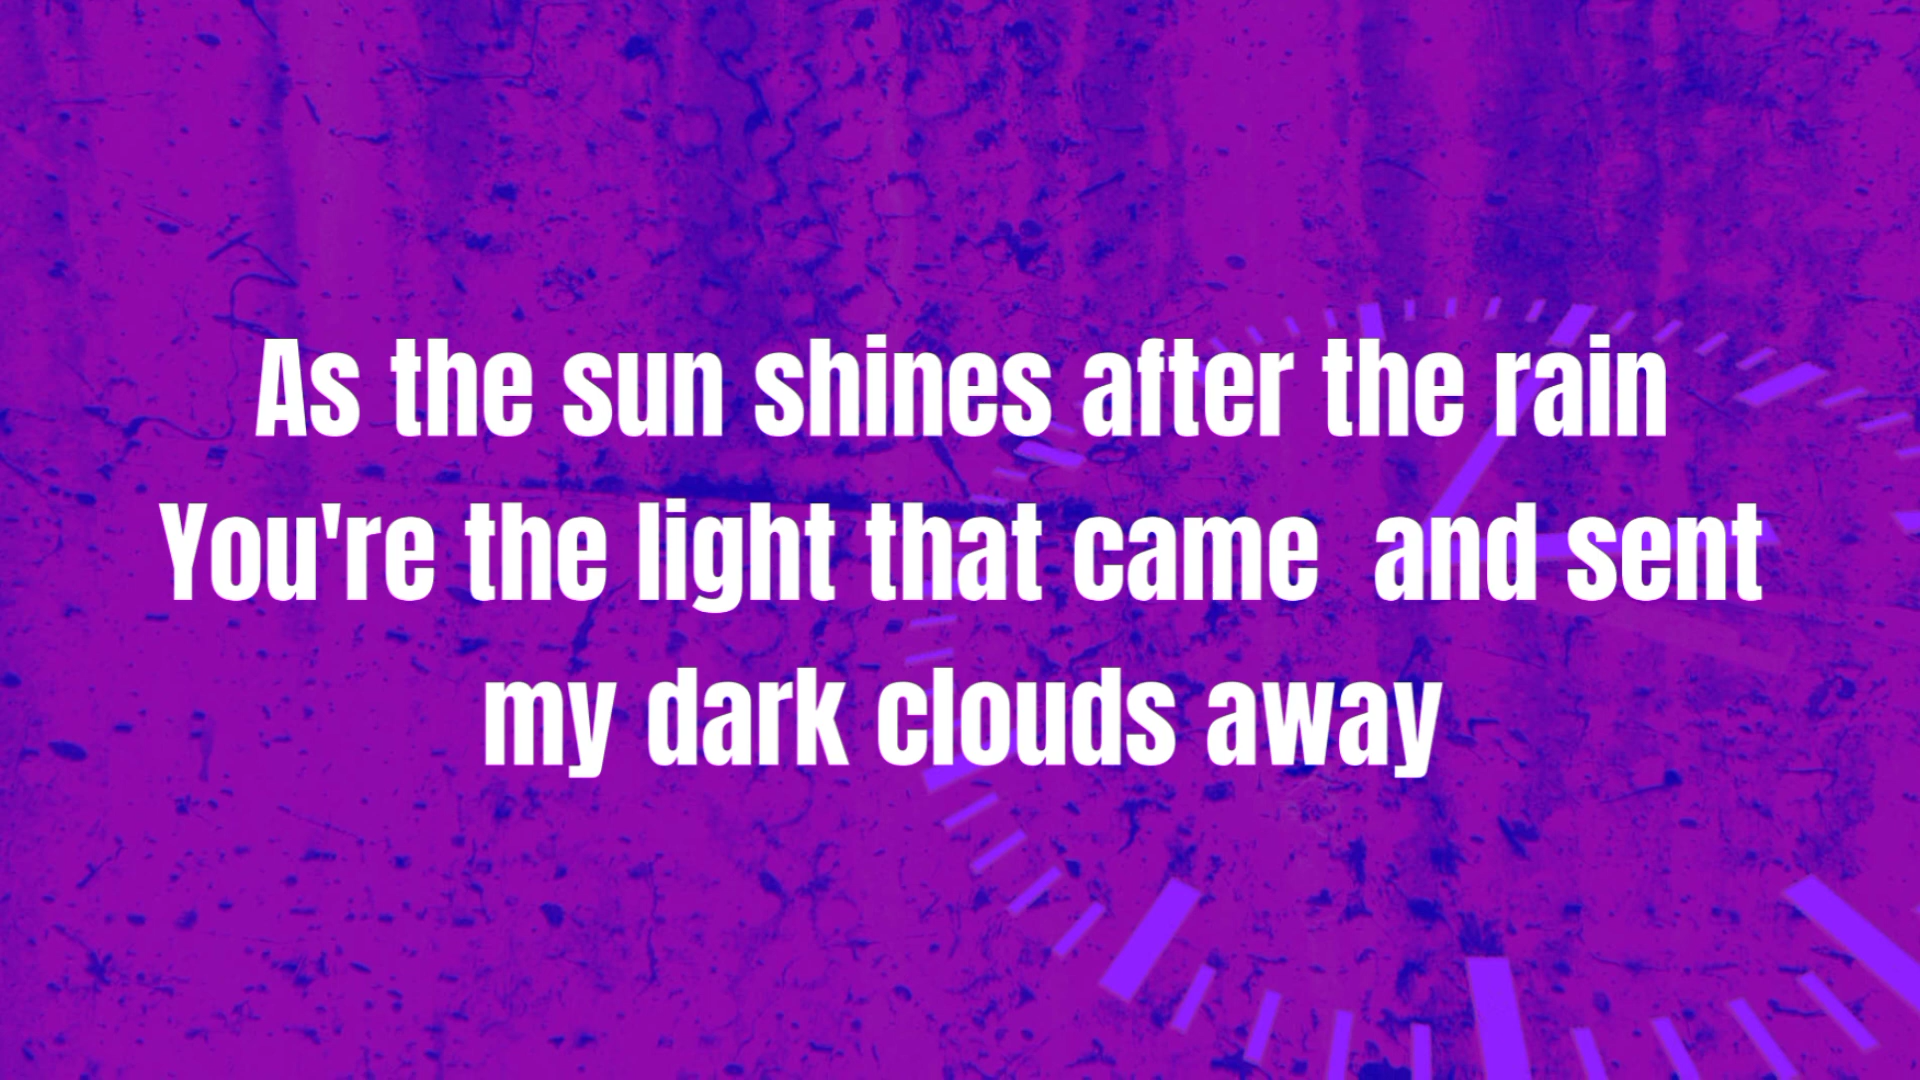 As the sun shines after the rain
You're the light that came  and sent
my dark clouds away